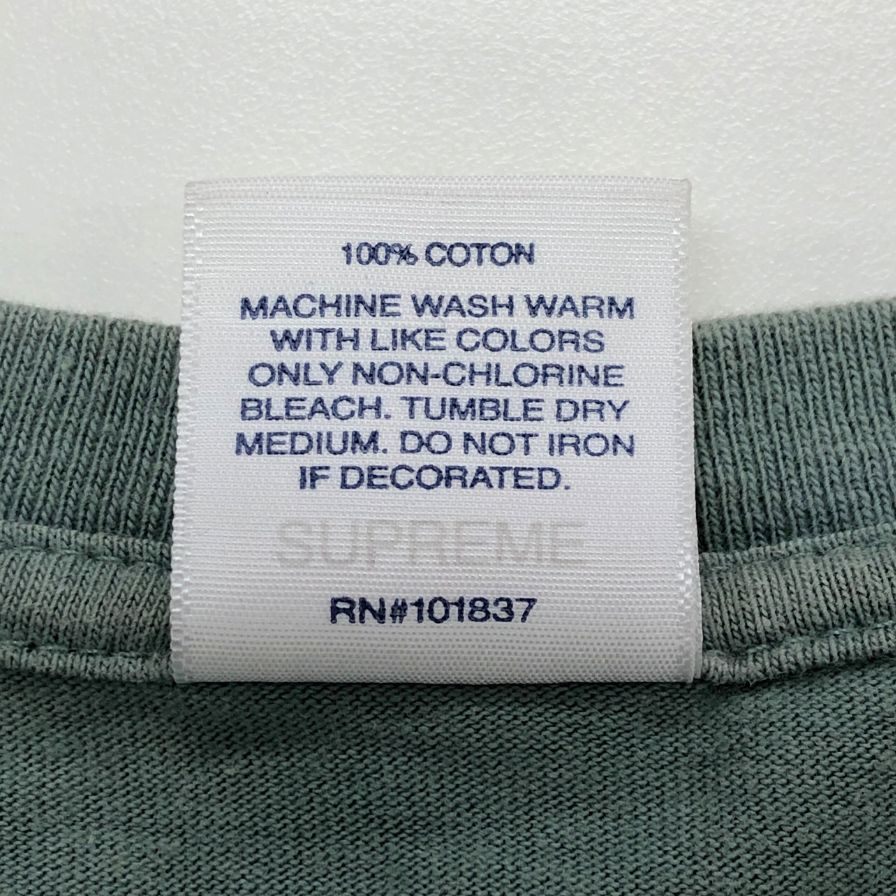 100% COTON
MACHINE WASH WARM
WITH LIKE COLORS
ONLY NON-CHLORINE
BLEACH. TUMBLE DRY
MEDIUM. DO NOT IRON
IF DECORATED.
SUPREME
RN#101837